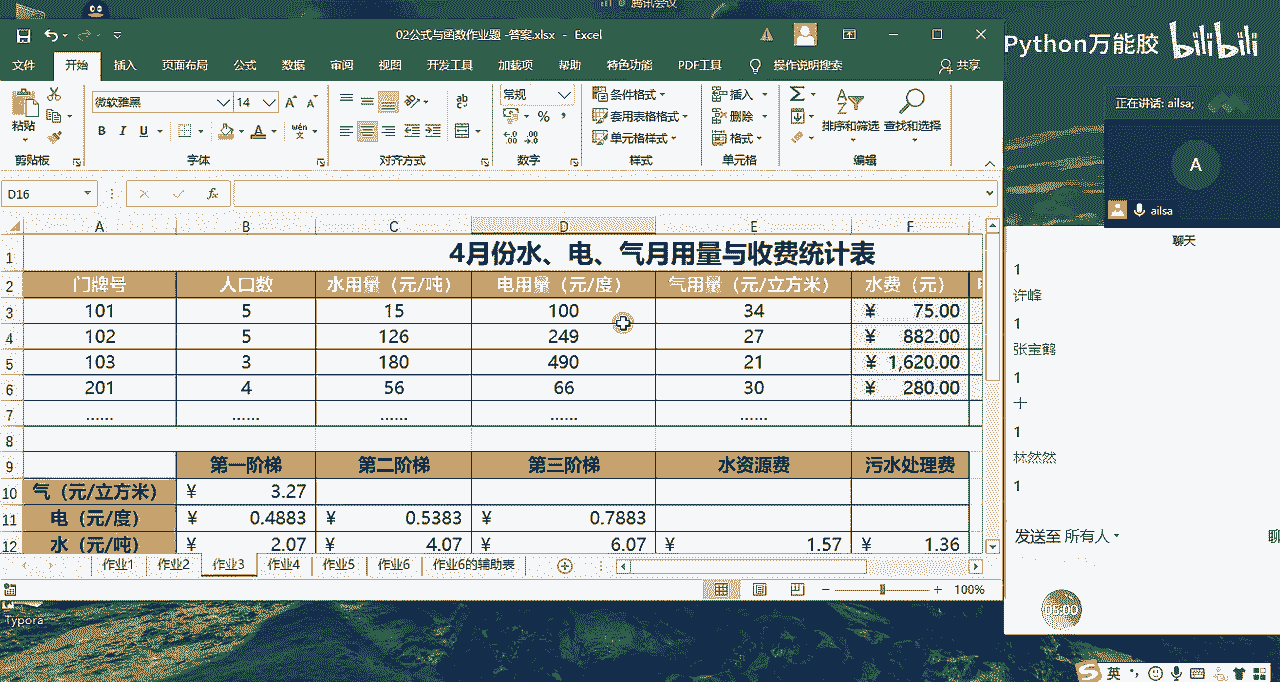 腾讯会议
02公式与函数作业题 -答案.xlsx - Excel
文件 开始 插入 页面布局 公式 数据 审阅 视图 开发工具 加载项 帮助 特色功能 PDF工具 操作说明搜索 共享
粘贴 微软雅黑 14 常规 条件格式 插入
套用表格格式 删除 排序和筛选 查找和选择
B I U 单元格样式 格式
剪贴板 字体 对齐方式 数字 样式 单元格 编辑
D16 fx
A B C D E F
1 4月份水、电、气月用量与收费统计表
2 门牌号 人口数 水用量（元/吨） 电用量（元/度） 气用量（元/立方米） 水费（元）
3 101 5 15 100 34 ¥ 75.00
4 102 5 126 249 27 ¥ 882.00
5 103 3 180 490 21 ¥ 1,620.00
6 201 4 56 66 30 ¥ 280.00
7 …… …… …… …… ……
8
9 第一阶梯 第二阶梯 第三阶梯 水资源费 污水处理费
10 气（元/立方米） ¥ 3.27
11 电（元/度） ¥ 0.4883 ¥ 0.5383 ¥ 0.7883
12 水（元/吨） ¥ 2.07 ¥ 4.07 ¥ 6.07 ¥ 1.57 ¥ 1.36
作业1 作业2 作业3 作业4 作业5 作业6 作业6的辅助表
100%
Typora
Python万能胶 bilibili
正在讲话: ailsa;
A
ailsa
聊天
1
许峰
1
张宝鹤
1
十
1
林然然
1
发送至 所有人
05:00
英